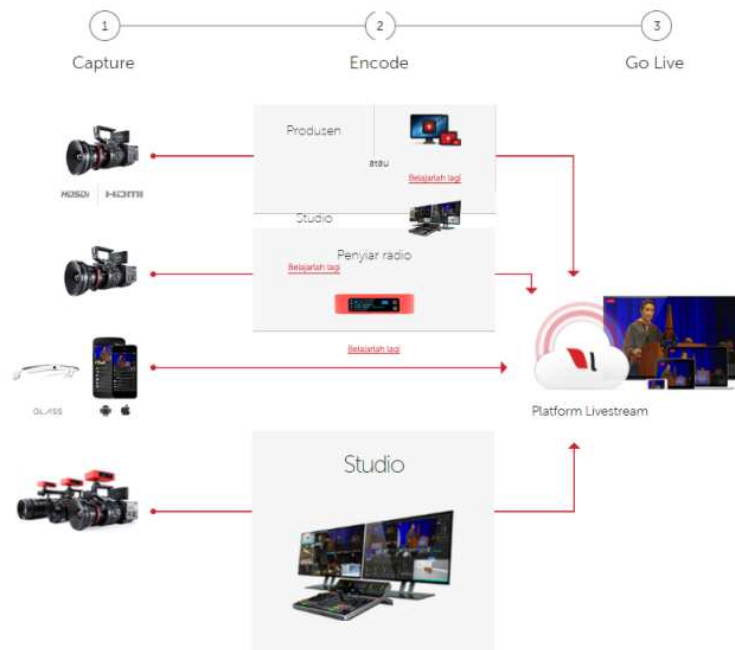 1
2
3
Capture
Encode
Go Live
Produsen
atau
Belajarlah lagi
HDSDI
HDMI
Studio
Penyiar radio
Belajarlah lagi
Belajarlah lagi
GLASS
Platform Livestream
Studio